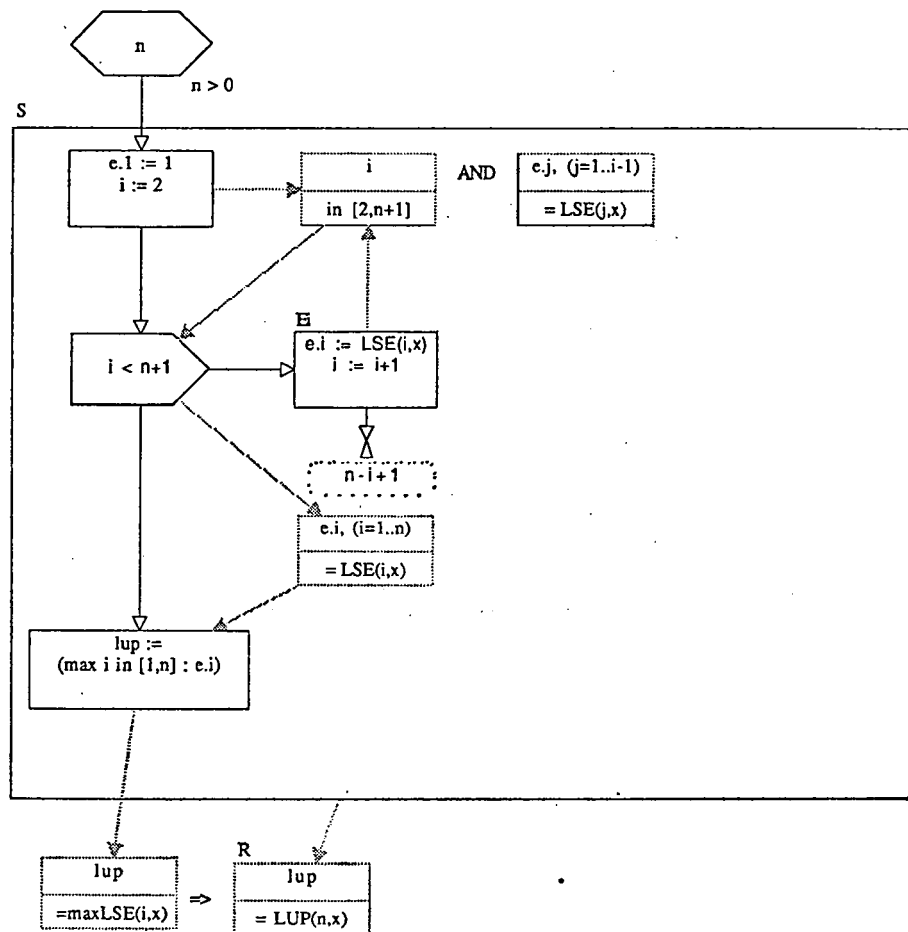 n
n > 0
S
e.1 := 1
i := 2
i
in [2,n+1]
AND
e.j, (j=1..i-1)
= LSE(j,x)
i < n+1
Ei
e.i := LSE(i,x)
i := i+1
n-i+1
e.i, (i=1..n)
= LSE(i,x)
lup :=
(max i in [1,n] : e.i)
lup
=maxLSE(i,x)
=>
R
lup
= LUP(n,x)